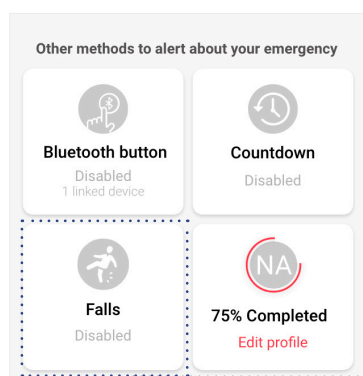 Other methods to alert about your emergency
Bluetooth button
Disabled
1 linked device
Countdown
Disabled
Falls
Disabled
NA
75% Completed
Edit profile